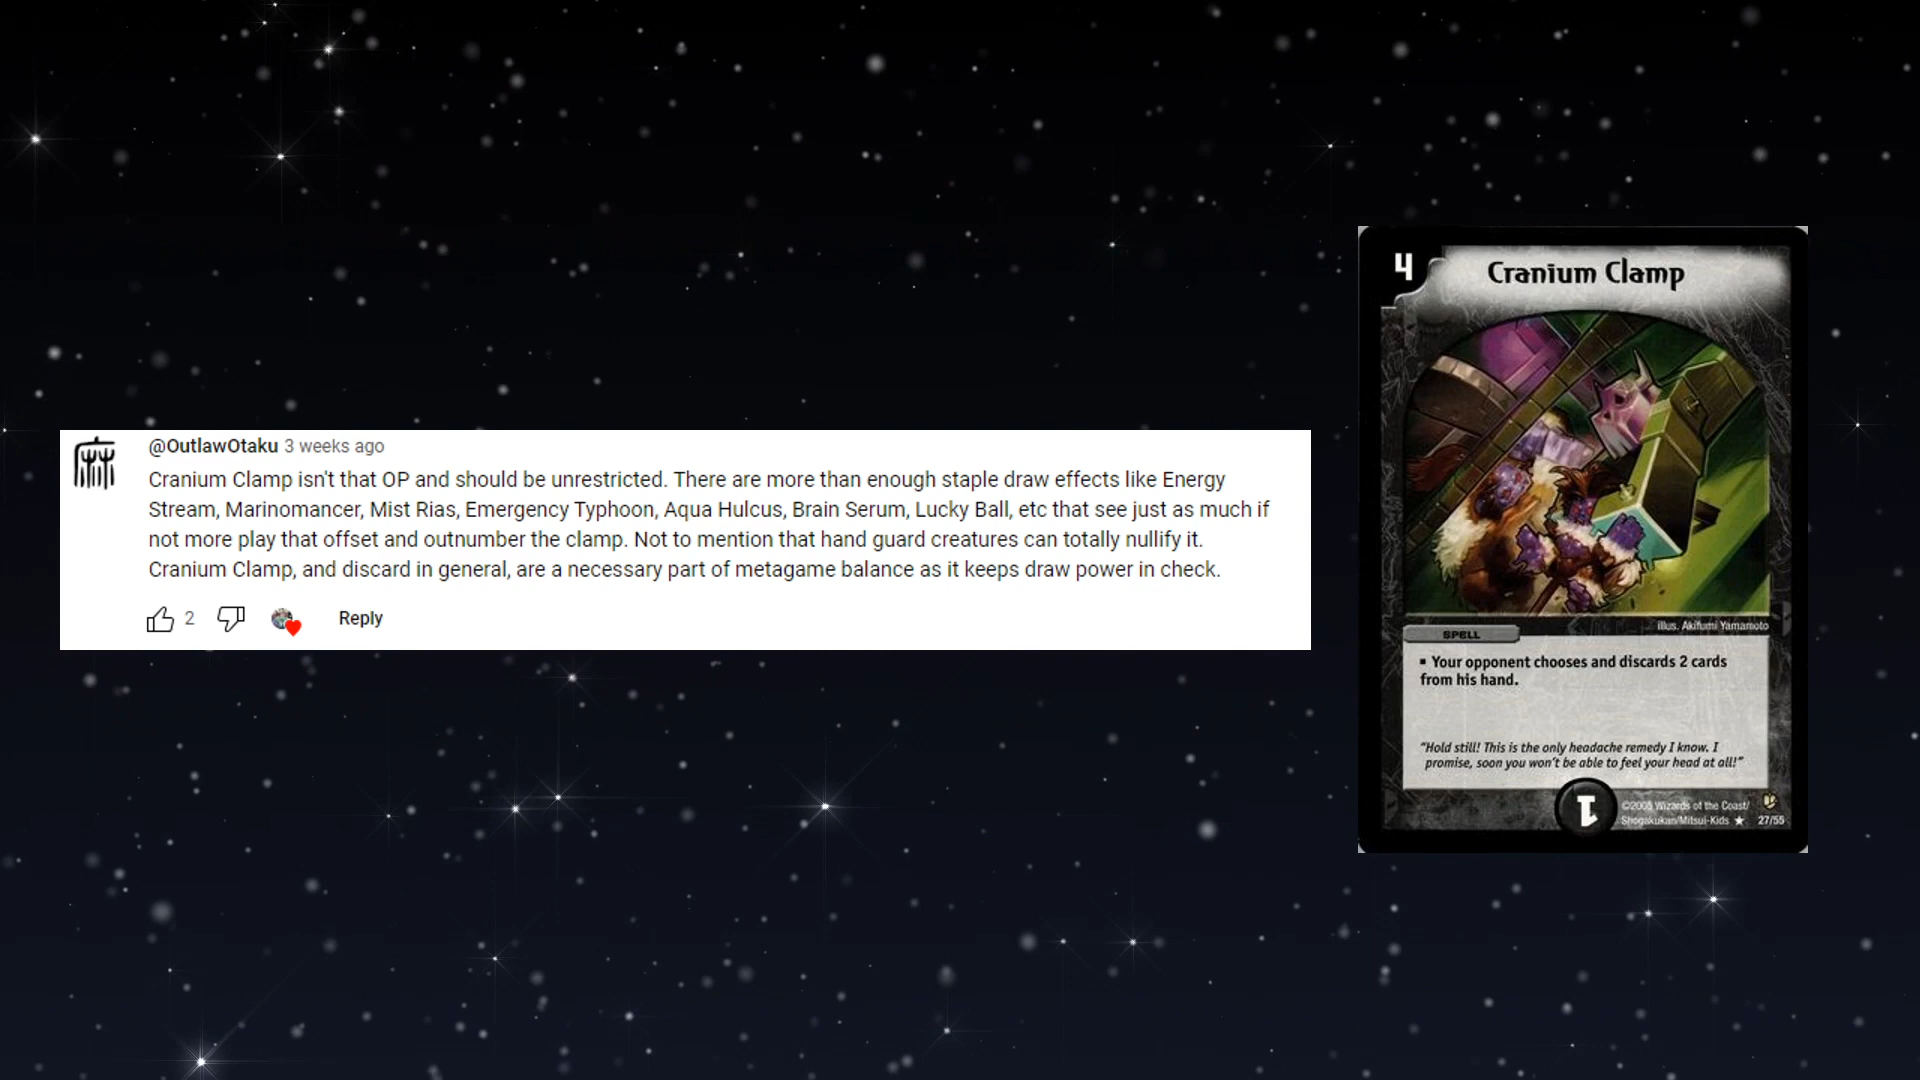 @OutlawOtaku 3 weeks ago
Cranium Clamp isn't that OP and should be unrestricted. There are more than enough staple draw effects like Energy
Stream, Marinomancer, Mist Rias, Emergency Typhoon, Aqua Hulcus, Brain Serum, Lucky Ball, etc that see just as much if
not more play that offset and outnumber the clamp. Not to mention that hand guard creatures can totally nullify it.
Cranium Clamp, and discard in general, are a necessary part of metagame balance as it keeps draw power in check.
2
Reply
4
Cranium Clamp
illus. Akifumi Yamamoto
SPELL
▪ Your opponent chooses and discards 2 cards
from his hand.
"Hold still! This is the only headache remedy I know. I
promise, soon you won't be able to feel your head at all!"
1
©2005 Wizards of the Coast/
Shogakukan/Mitsui-Kids ★ 27/55